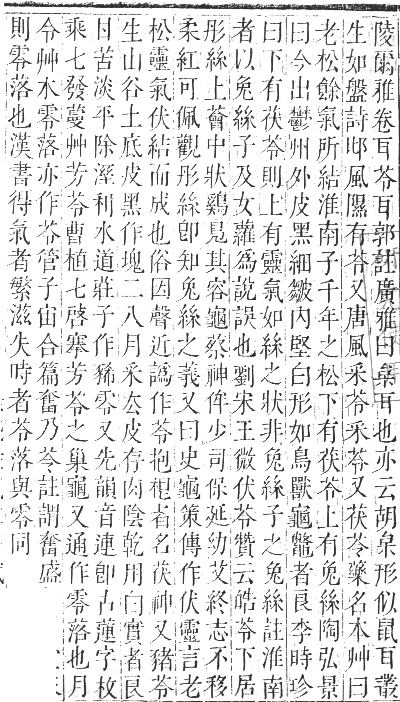 陵爾雅卷耳苓耳郭註廣雅曰枲耳也亦云胡枲形似鼠耳叢
生如盤詩邶風隰有苓又唐風采苓采苓又茯苓藥名本艸曰
老松餘氣所結淮南子千年之松下有茯苓上有兔絲陶弘景
曰今出鬱州外皮黑細皺內堅白形如鳥獸龜鼈者良李時珍
曰下有茯苓則上有靈氣如絲之狀非兔絲子之兔絲註淮南
者以兔絲子及女蘿爲說誤也劉宋王微伏苓贊云皓苓下居
彤絲上薈中狀雞鳧其容龜蔡神侔少司保延幼艾終志不移
柔紅可佩觀彤絲卽知兔絲之義又曰史龜策傳作伏靈言老
松靈氣伏結而成也俗因聲近譌作苓抱根者名茯神又豬苓
生山谷土底皮黑作塊二八月采去皮存肉陰乾用白實者良
甘苦淡平除溼利水道莊子作豨零又先韻音連卽古蓮字枚
乘七發蔓艸芳苓曹植七啓搴芳苓之巢龜又通作零落也月
令艸木零落亦作苓管子宙合篇奮乃苓註謂奮盛
則零落也漢書得氣者繁滋失時者苓落與零同